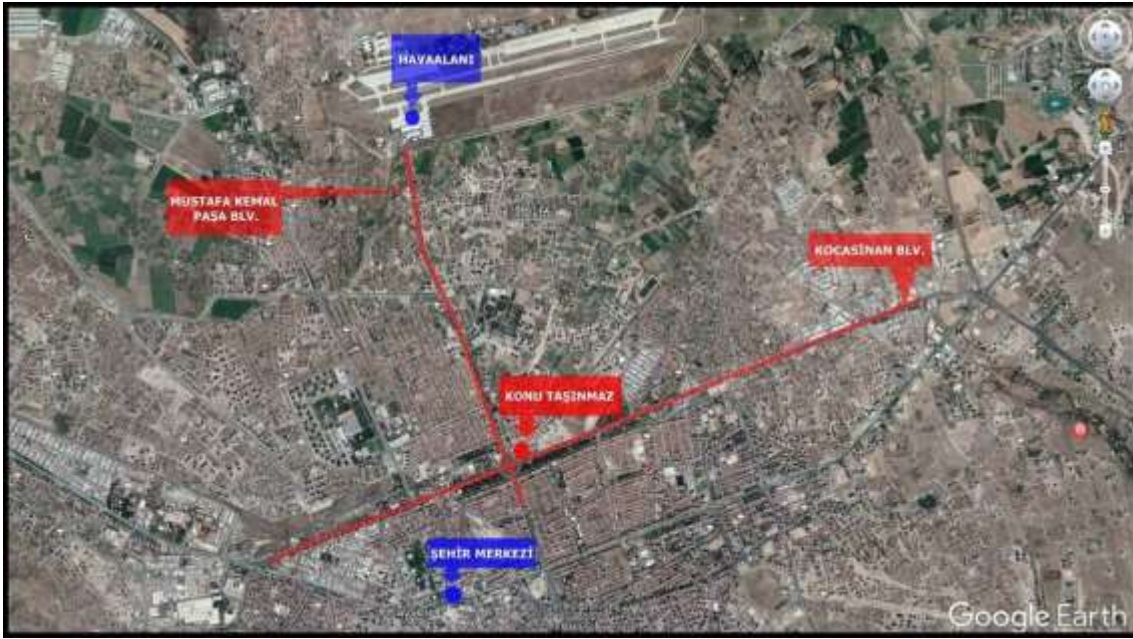 HAVAALANI
MUSTAFA KEMAL
PAŞA BLV.
KOCASİNAN BLV.
KONU TAŞINMAZ
ŞEHİR MERKEZİ
Google Earth